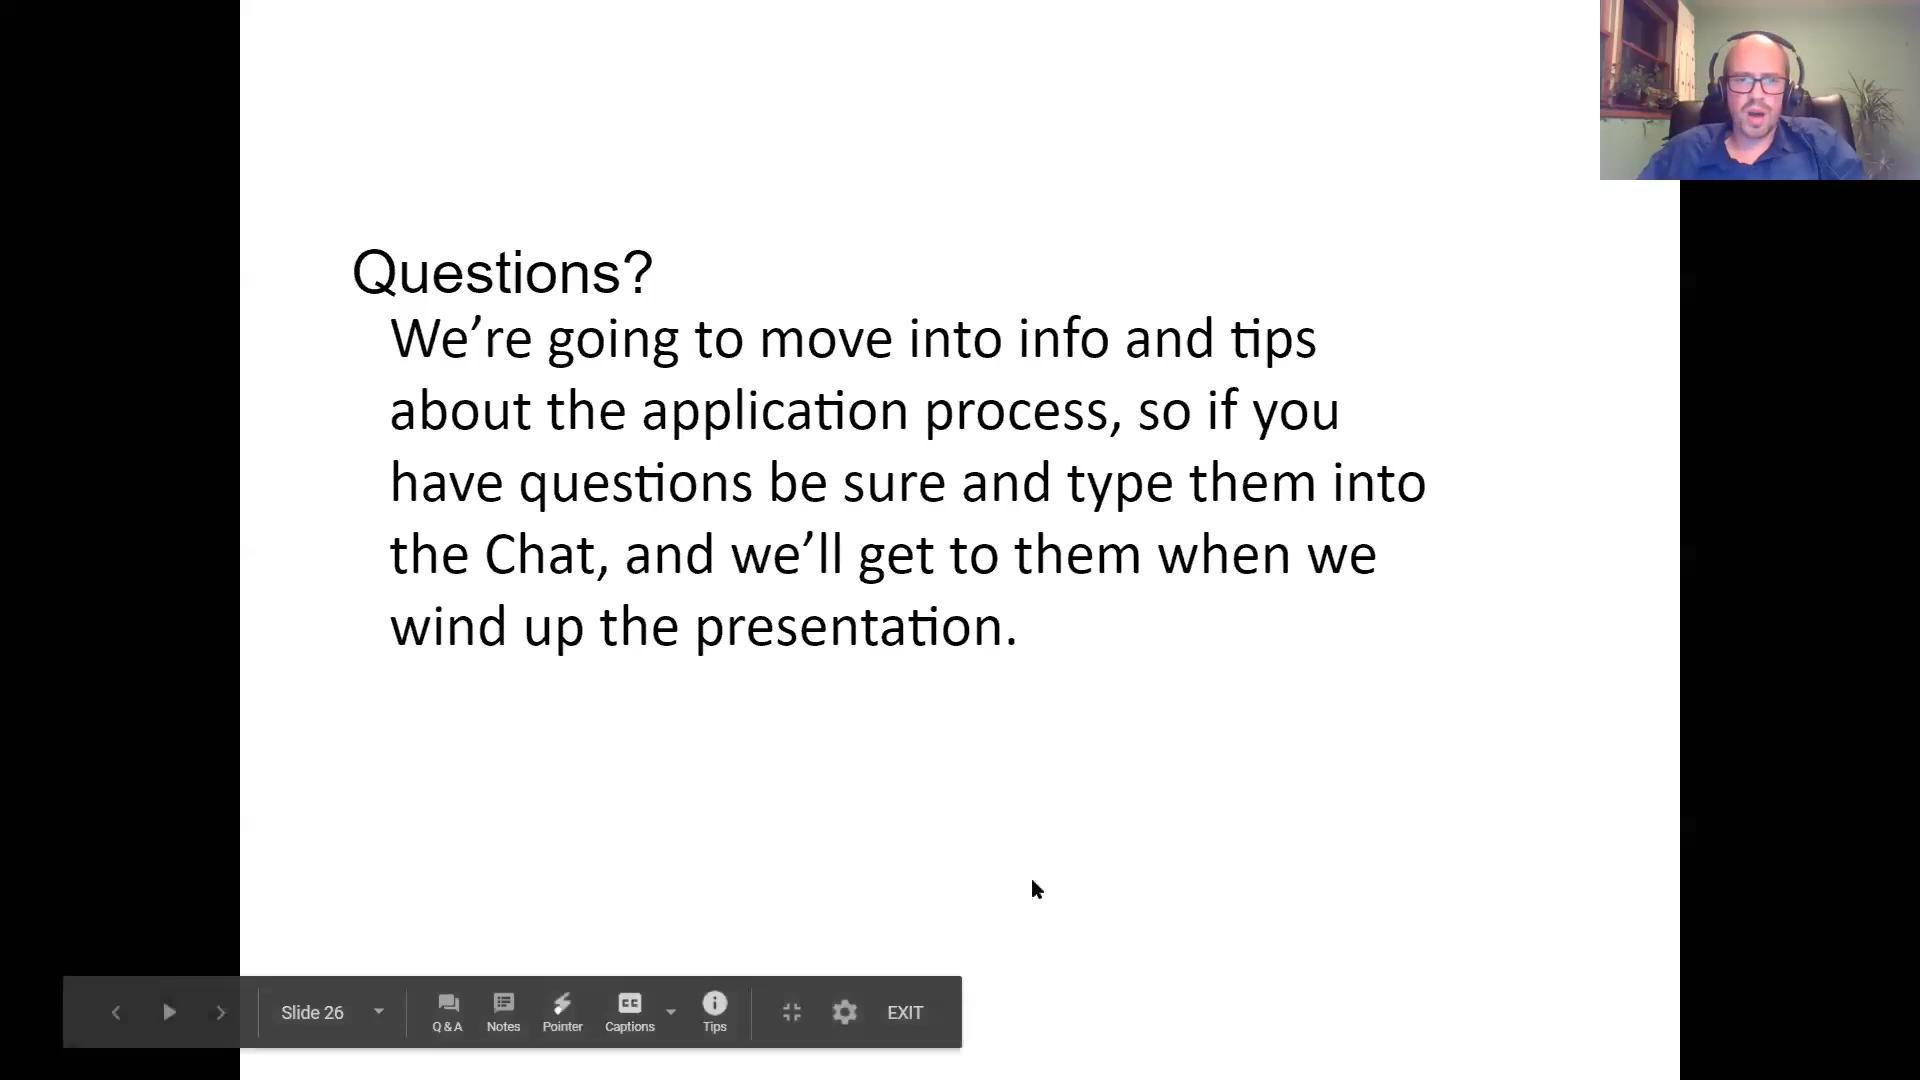 Questions?
We’re going to move into info and tips
about the application process, so if you
have questions be sure and type them into
the Chat, and we’ll get to them when we
wind up the presentation.
Slide 26
Q & A
Notes
Pointer
CC
Captions
Tips
EXIT